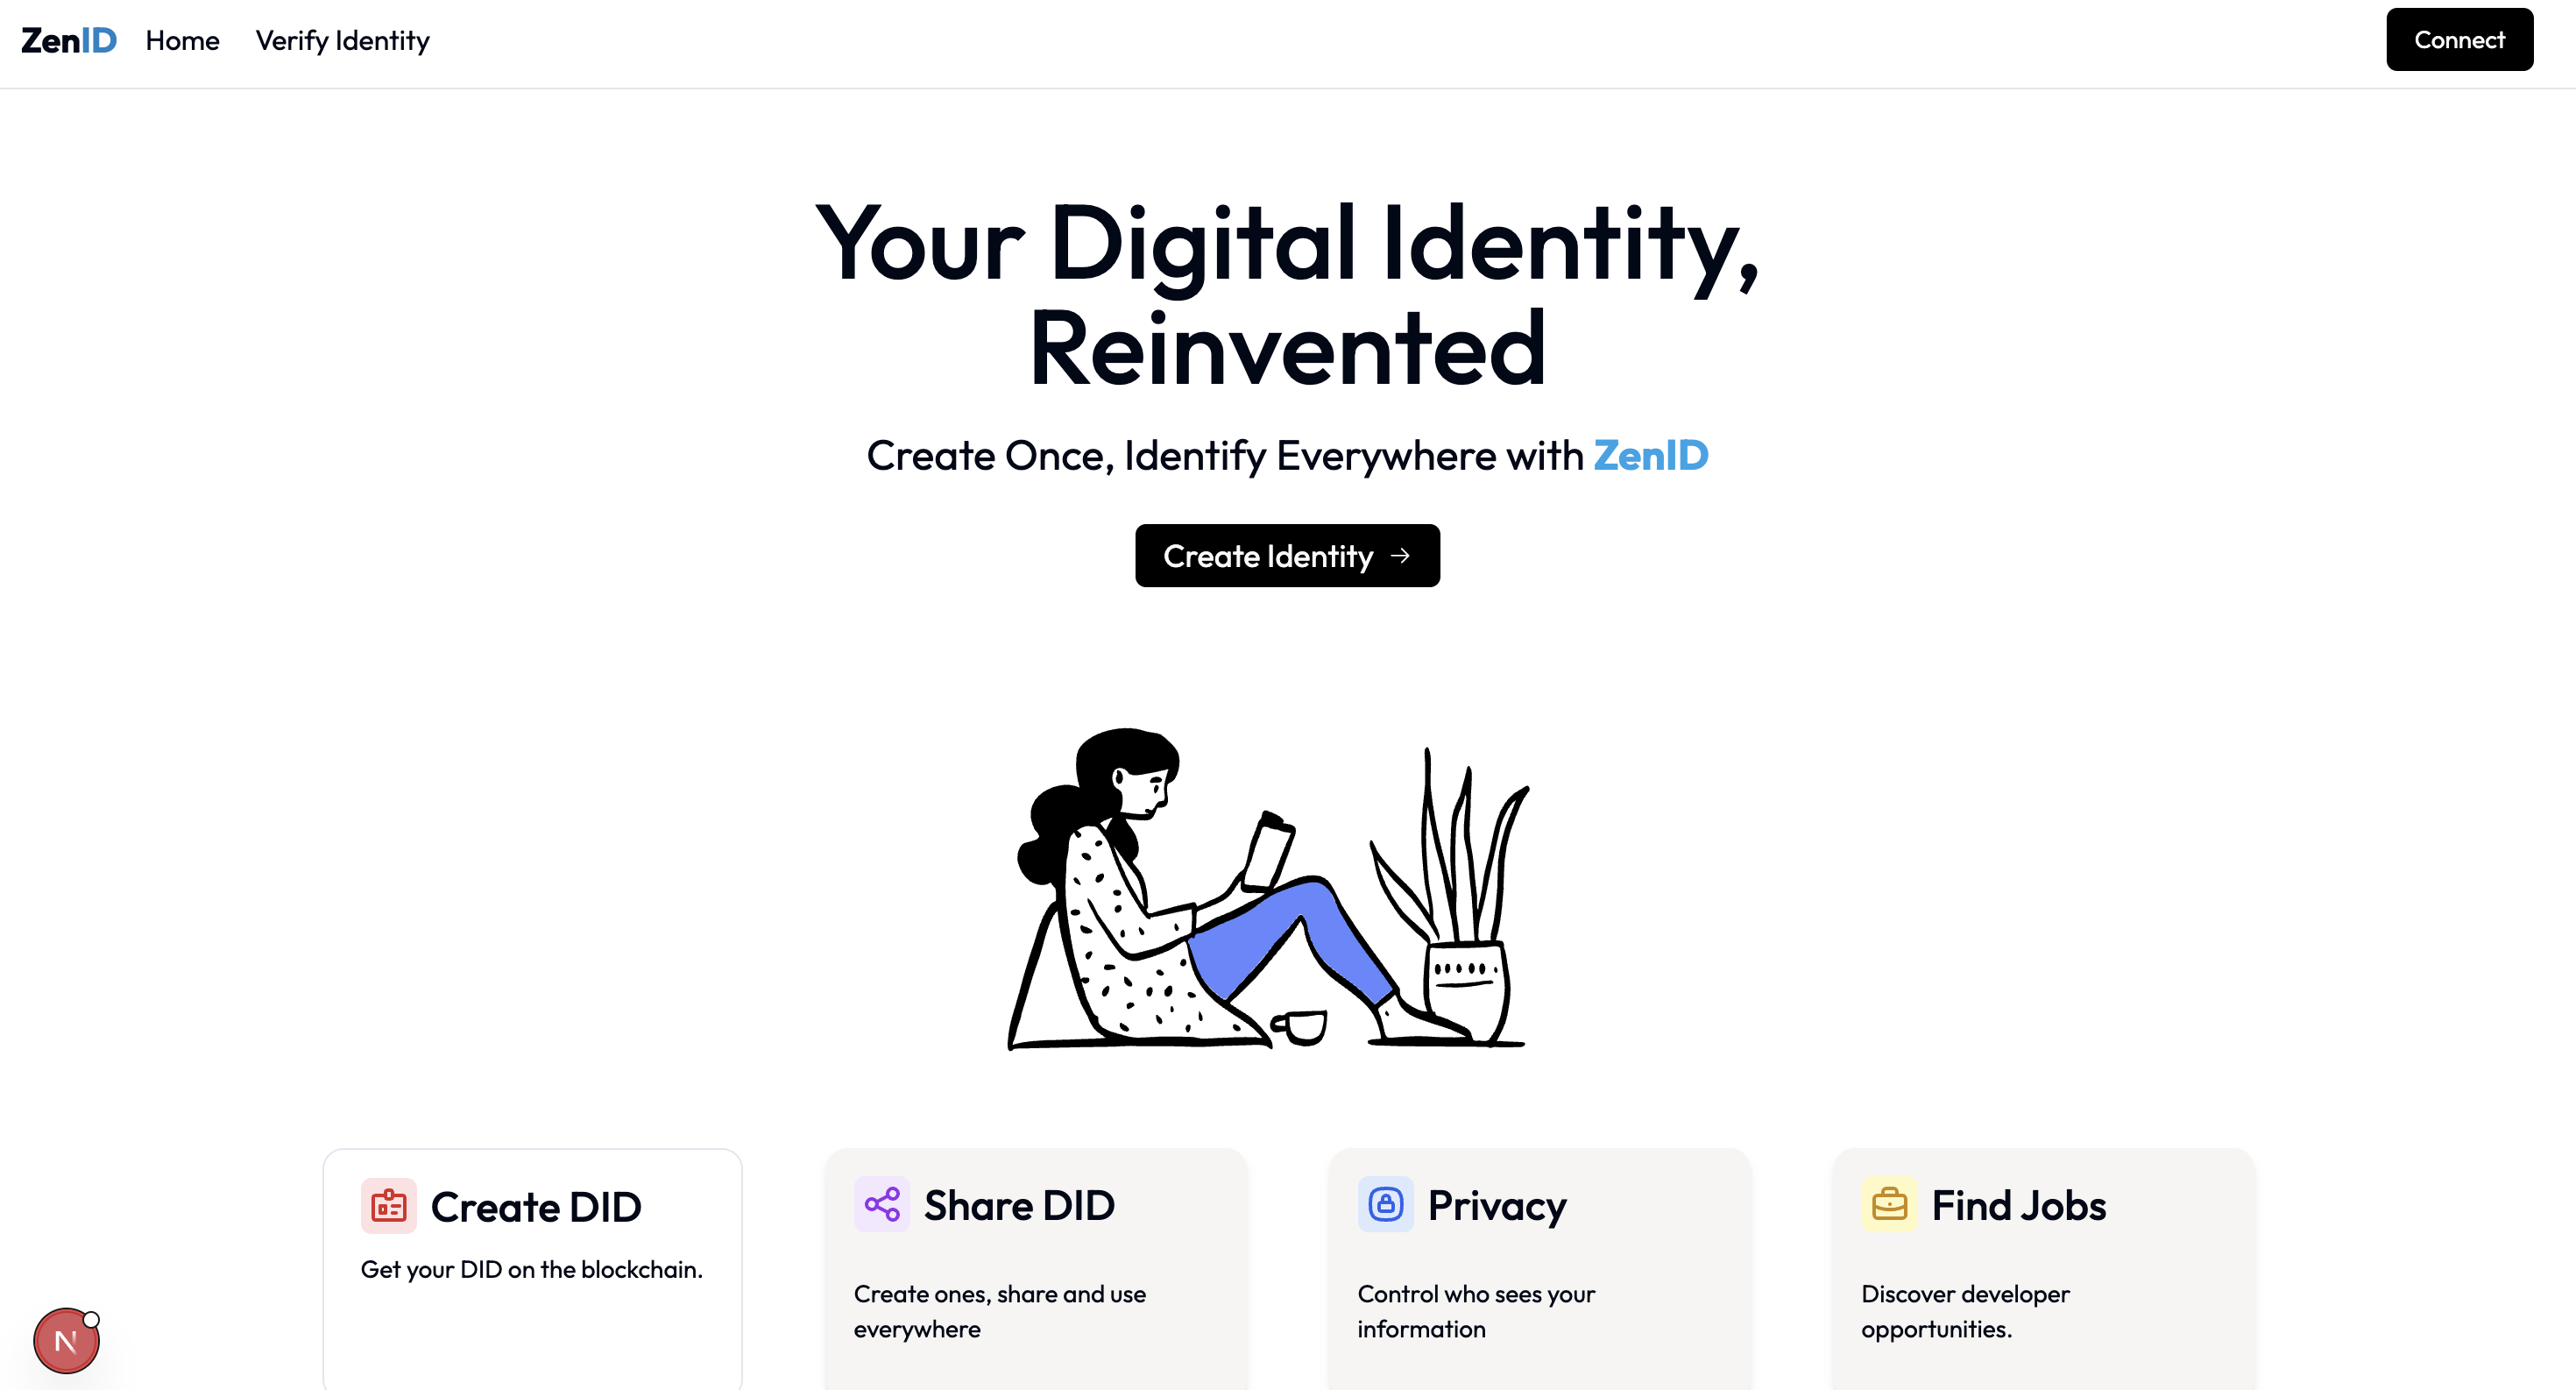 ZenID Home Verify Identity Connect
Your Digital Identity,
Reinvented
Create Once, Identify Everywhere with ZenID
Create Identity →
Create DID
Get your DID on the blockchain.
Share DID
Create ones, share and use
everywhere
Privacy
Control who sees your
information
Find Jobs
Discover developer
opportunities.
N